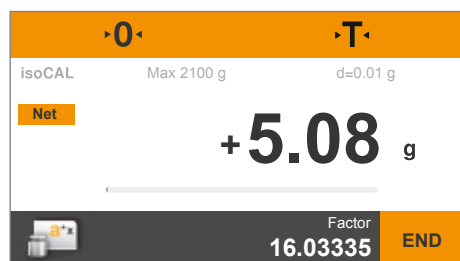 0 T
isoCAL Max 2100 g d=0.01 g
Net
+5.08 g
a+x
Factor
16.03335
END